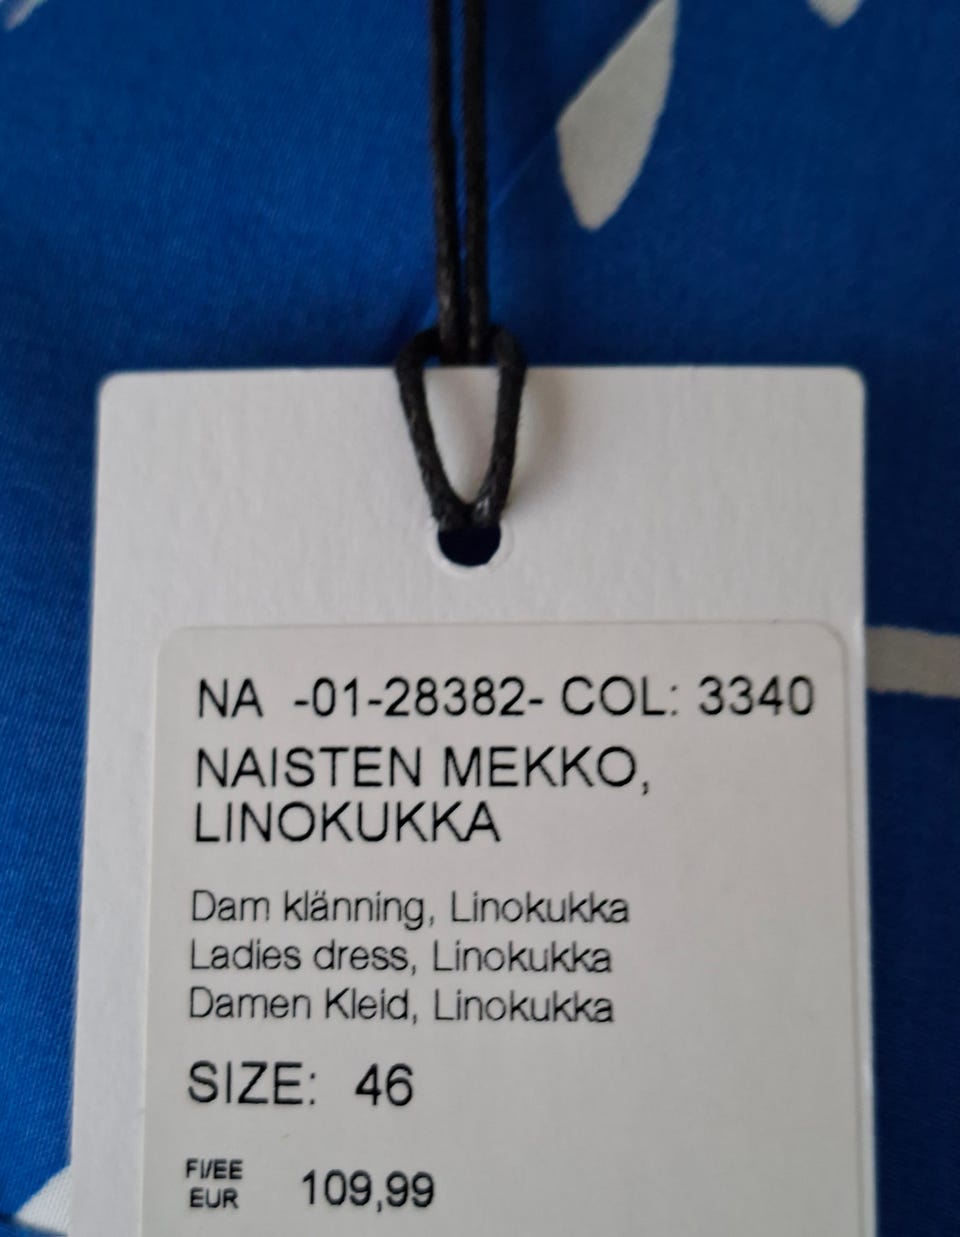 NA -01-28382- COL: 3340
NAISTEN MEKKO,
LINOKUKKA
Dam klänning, Linokukka
Ladies dress, Linokukka
Damen Kleid, Linokukka
SIZE: 46
FI/EE
EUR 109,99